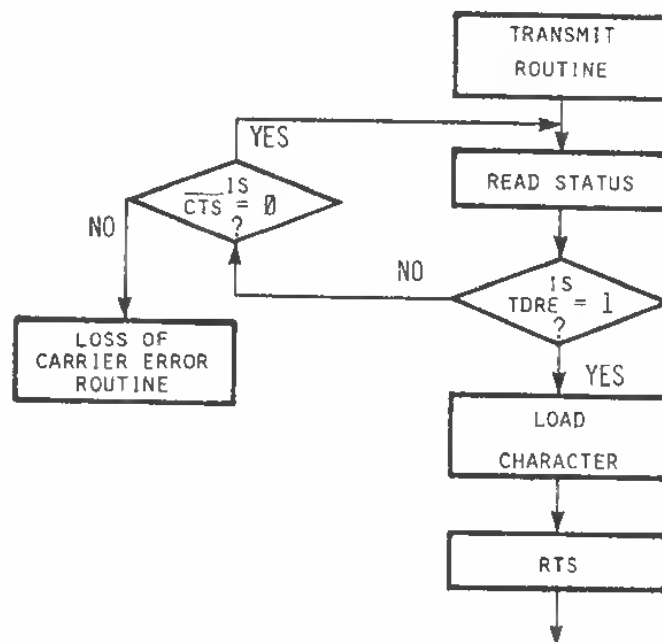 TRANSMIT
ROUTINE
YES
READ STATUS
IS
CTS = 0
?
NO
NO
IS
TDRE = 1
?
LOSS OF
CARRIER ERROR
ROUTINE
YES
LOAD
CHARACTER
RTS